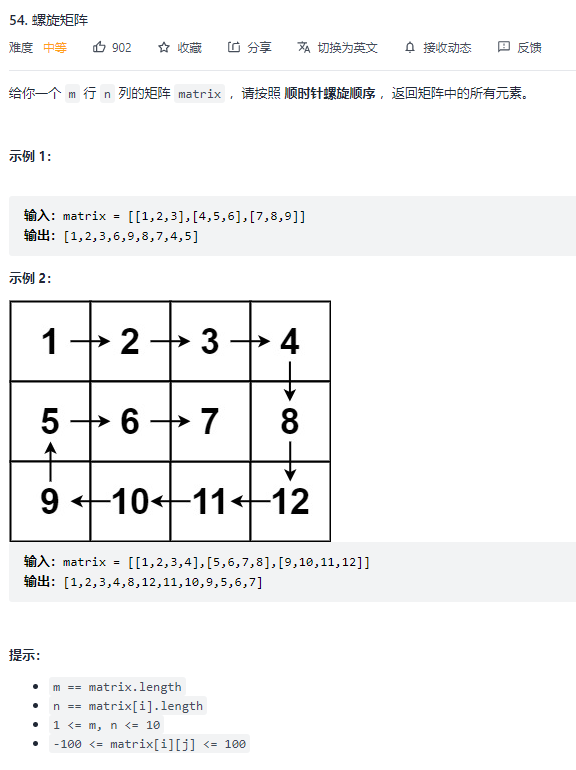 54. 螺旋矩阵
难度 中等 902 收藏 分享 切换为英文 接收动态 反馈
给你一个 m 行 n 列的矩阵 matrix ，请按照 顺时针螺旋顺序 ，返回矩阵中的所有元素。
示例 1：
输入：matrix = [[1,2,3],[4,5,6],[7,8,9]]
输出：[1,2,3,6,9,8,7,4,5]
示例 2：
1 2 3 4
5 6 7 8
9 10 11 12
输入：matrix = [[1,2,3,4],[5,6,7,8],[9,10,11,12]]
输出：[1,2,3,4,8,12,11,10,9,5,6,7]
提示：
m == matrix.length
n == matrix[i].length
1 <= m, n <= 10
-100 <= matrix[i][j] <= 100